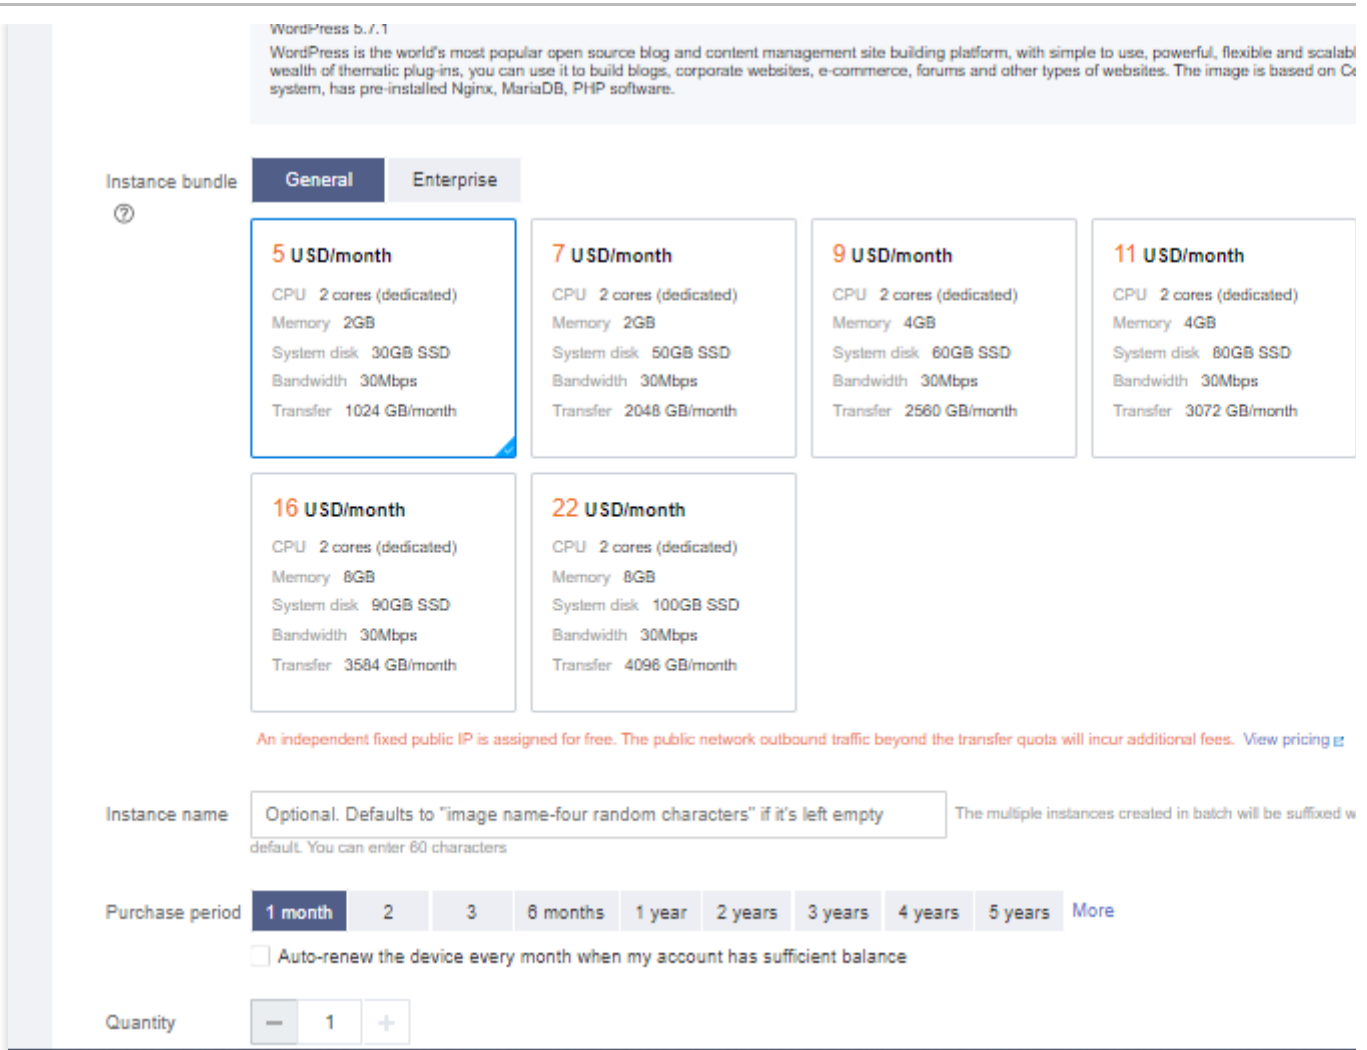 WordPress 5.7.1
WordPress is the world's most popular open source blog and content management site building platform, with simple to use, powerful, flexible and scalabl
wealth of thematic plug-ins, you can use it to build blogs, corporate websites, e-commerce, forums and other types of websites. The image is based on Ce
system, has pre-installed Nginx, MariaDB, PHP software.
Instance bundle
General Enterprise
5 USD/month
CPU 2 cores (dedicated)
Memory 2GB
System disk 30GB SSD
Bandwidth 30Mbps
Transfer 1024 GB/month
7 USD/month
CPU 2 cores (dedicated)
Memory 2GB
System disk 50GB SSD
Bandwidth 30Mbps
Transfer 2048 GB/month
9 USD/month
CPU 2 cores (dedicated)
Memory 4GB
System disk 60GB SSD
Bandwidth 30Mbps
Transfer 2560 GB/month
11 USD/month
CPU 2 cores (dedicated)
Memory 4GB
System disk 80GB SSD
Bandwidth 30Mbps
Transfer 3072 GB/month
16 USD/month
CPU 2 cores (dedicated)
Memory 8GB
System disk 90GB SSD
Bandwidth 30Mbps
Transfer 3584 GB/month
22 USD/month
CPU 2 cores (dedicated)
Memory 8GB
System disk 100GB SSD
Bandwidth 30Mbps
Transfer 4096 GB/month
An independent fixed public IP is assigned for free. The public network outbound traffic beyond the transfer quota will incur additional fees. View pricing
Instance name
Optional. Defaults to "image name-four random characters" if it's left empty
The multiple instances created in batch will be suffixed w
default. You can enter 60 characters
Purchase period 1 month 2 3 6 months 1 year 2 years 3 years 4 years 5 years More
Auto-renew the device every month when my account has sufficient balance
Quantity − 1 +